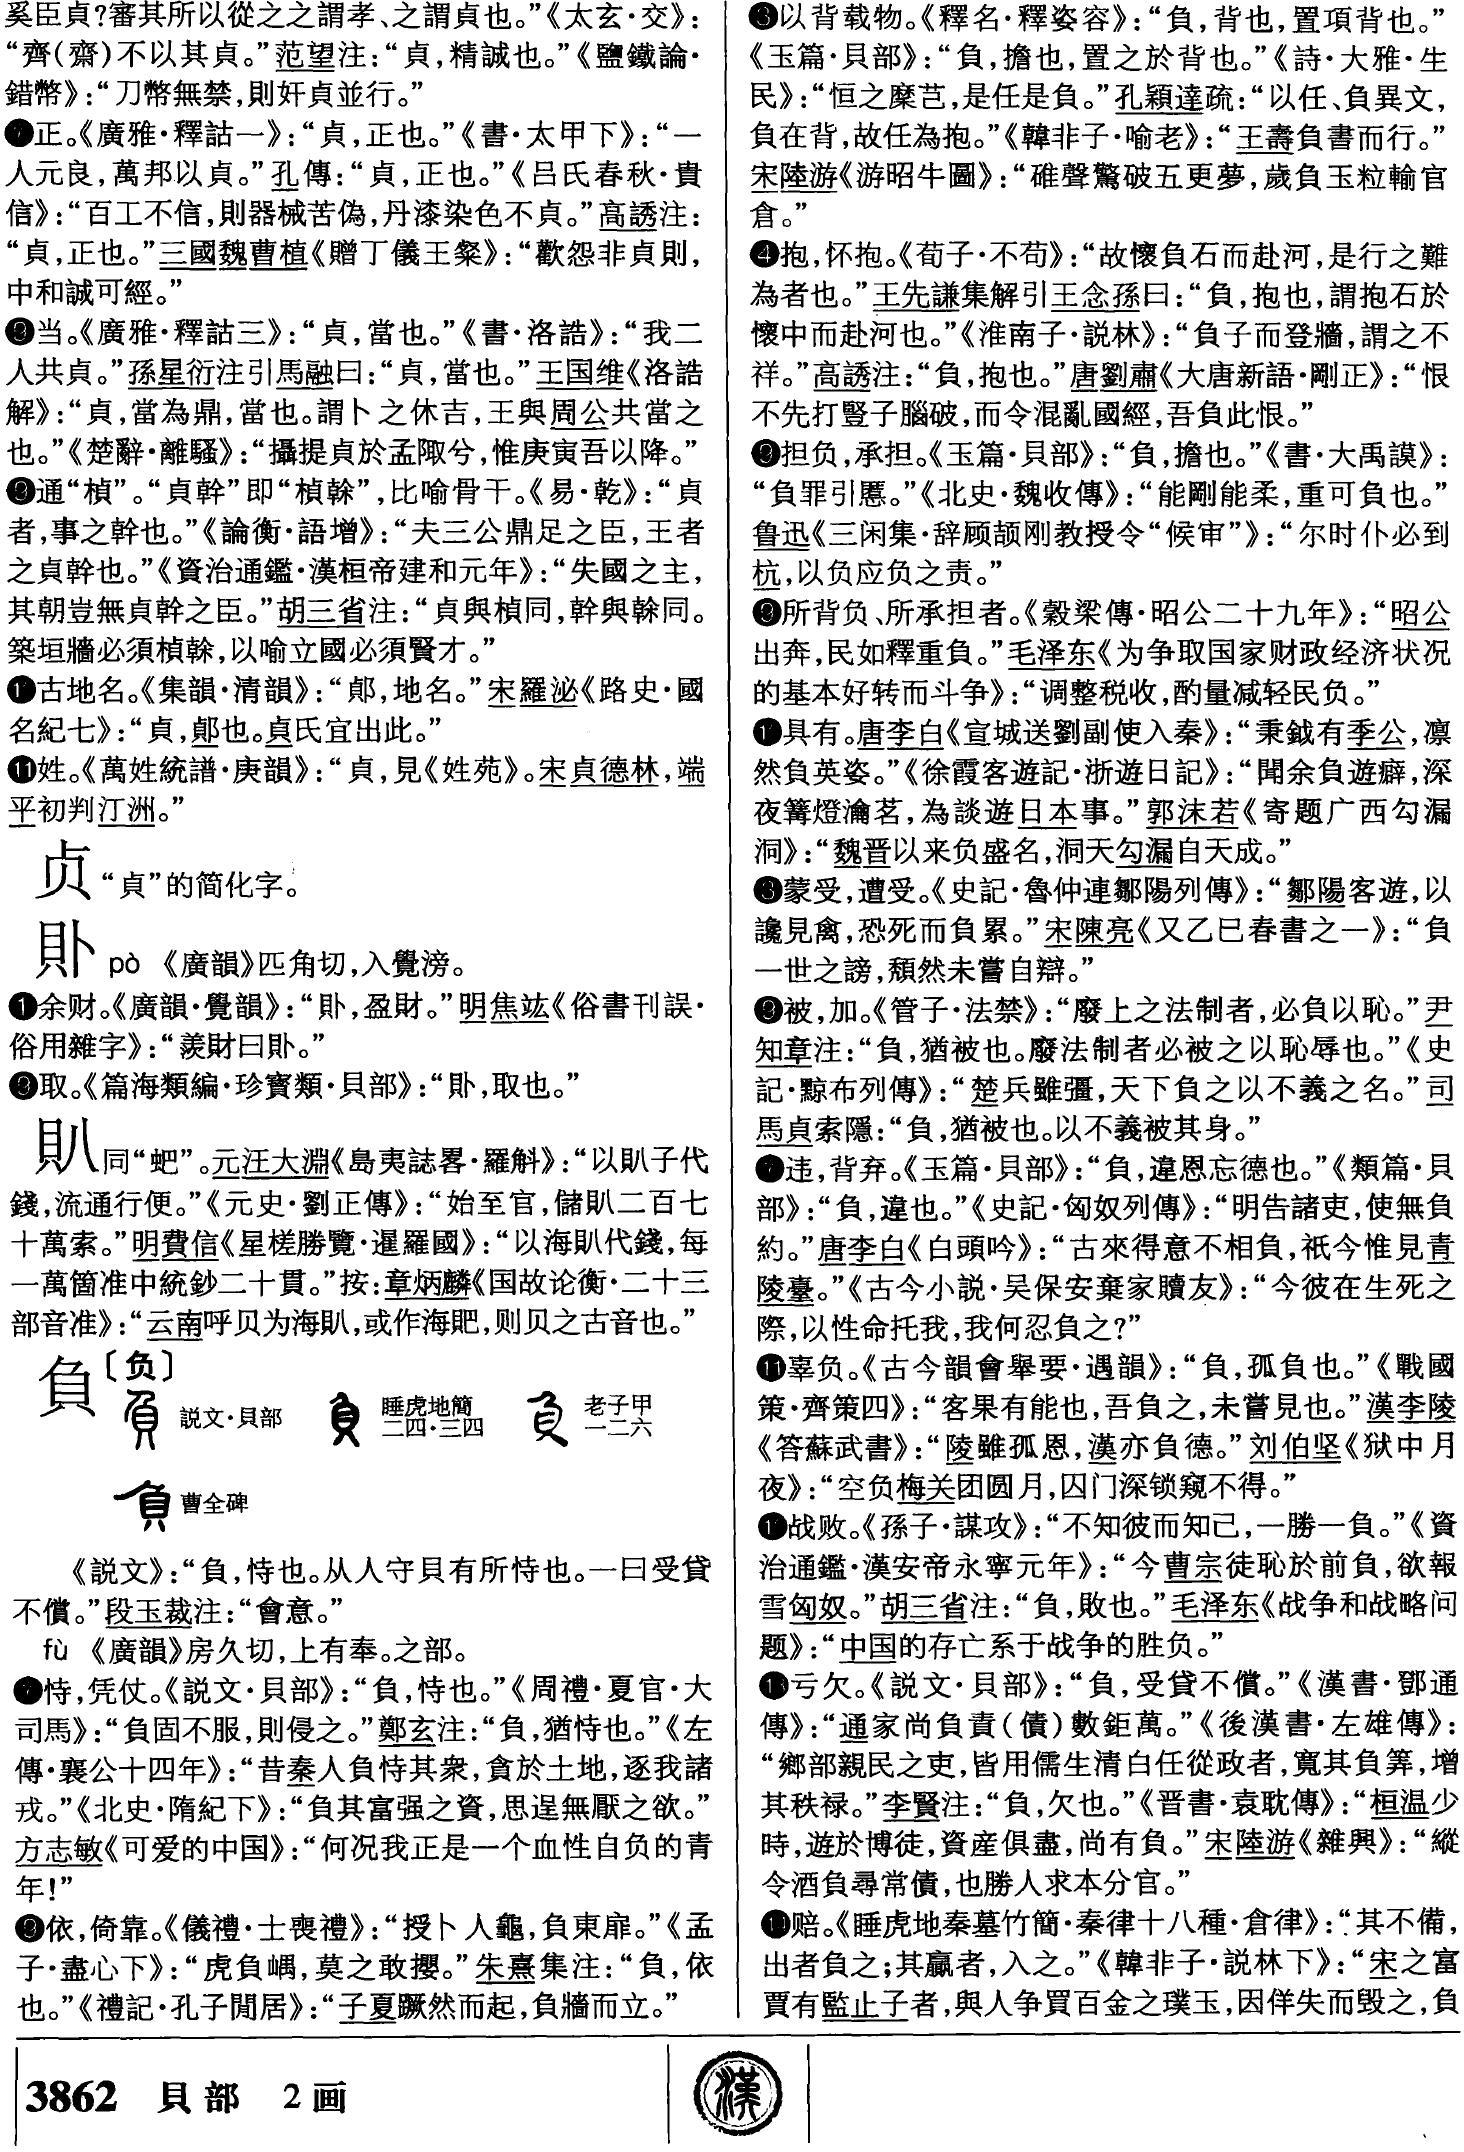 奚臣貞？審其所以從之之謂孝、之謂貞也。”《太玄·交》：
“齊(齋)不以其貞。”范望注：“貞，精誠也。”《鹽鐵論·
錯幣》：“刀幣無禁，則奸貞並行。”
正。《廣雅·釋詁一》：“貞，正也。”《書·太甲下》：“一
人元良，萬邦以貞。”孔傳：“貞，正也。”《吕氏春秋·貴
信》：“百工不信，則器械苦偽，丹漆染色不貞。”高誘注：
“貞，正也。”三國魏曹植《贈丁儀王粲》：“歡怨非貞則，
中和誠可經。”
当。《廣雅·釋詁三》：“貞，當也。”《書·洛誥》：“我二
人共貞。”孫星衍注引馬融曰：“貞，當也。”王国维《洛誥
解》：“貞，當為鼎，當也。謂卜之休吉，王與周公共當之
也。”《楚辭·離騷》：“攝提貞於孟陬兮，惟庚寅吾以降。”
通“楨”。“貞幹”即“楨榦”，比喻骨干。《易·乾》：“貞
者，事之幹也。”《論衡·語增》：“夫三公鼎足之臣，王者
之貞幹也。”《資治通鑑·漢桓帝建和元年》：“失國之主，
其朝豈無貞幹之臣。”胡三省注：“貞與楨同，幹與榦同。
築垣牆必須楨榦，以喻立國必須賢才。”
古地名。《集韻·清韻》：“鄖，地名。”宋羅泌《路史·國
名紀七》：“貞，鄖也。貞氏宜出此。”
⓫姓。《萬姓統譜·庚韻》：“貞，見《姓苑》。宋貞德林，端
平初判汀洲。”
贞 “貞”的简化字。
䝿 pò 《廣韻》匹角切，入覺滂。
❶余财。《廣韻·覺韻》：“䝿，盈財。”明焦竑《俗書刊誤·
俗用雜字》：“羨財曰䝿。”
取。《篇海類編·珍寶類·貝部》：“䝿，取也。”
𧴩同“𧴯”。元汪大淵《島夷誌畧·羅斛》：“以𧴩子代
錢，流通行便。”《元史·劉正傳》：“始至官，儲𧴩二百七
十萬索。”明費信《星槎勝覽·暹羅國》：“以海𧴩代錢，每
一萬箇准中統鈔二十貫。”按：章炳麟《国故论衡·二十三
部音准》：“云南呼贝为海𧴩，或作海肥，则贝之古音也。”
負〔负〕
説文·貝部 睡虎地簡二四·三四 老子甲一二六
曹全碑
《説文》：“負，恃也。从人守貝有所恃也。一曰受貸
不償。”段玉裁注：“會意。”
fù 《廣韻》房久切，上有奉。之部。
恃，凭仗。《説文·貝部》：“負，恃也。”《周禮·夏官·大
司馬》：“負固不服，則侵之。”鄭玄注：“負，猶恃也。”《左
傳·襄公十四年》：“昔秦人負恃其衆，貪於土地，逐我諸
戎。”《北史·隋紀下》：“負其富强之資，思逞無厭之欲。”
方志敏《可爱的中国》：“何况我正是一个血性自负的青
年！”
依，倚靠。《儀禮·士喪禮》：“授卜人龜，負東扉。”《孟
子·盡心下》：“虎負嵎，莫之敢攖。”朱熹集注：“負，依
也。”《禮記·孔子閒居》：“子夏蹶然而起，負牆而立。”
❸以背载物。《釋名·釋姿容》：“負，背也，置項背也。”
《玉篇·貝部》：“負，擔也，置之於背也。”《詩·大雅·生
民》：“恒之穈芑，是任是負。”孔穎達疏：“以任、負異文，
負在背，故任為抱。”《韓非子·喻老》：“王壽負書而行。”
宋陸游《游昭牛圖》：“碓聲驚破五更夢，歲負玉粒輸官
倉。”
❹抱，怀抱。《荀子·不苟》：“故懷負石而赴河，是行之難
為者也。”王先謙集解引王念孫曰：“負，抱也，謂抱石於
懷中而赴河也。”《淮南子·説林》：“負子而登牆，謂之不
祥。”高誘注：“負，抱也。”唐劉肅《大唐新語·剛正》：“恨
不先打豎子腦破，而令混亂國經，吾負此恨。”
担负，承担。《玉篇·貝部》：“負，擔也。”《書·大禹謨》：
“負罪引慝。”《北史·魏收傳》：“能剛能柔，重可負也。”
鲁迅《三闲集·辞顾颉刚教授令“候审”》：“尔时仆必到
杭，以负应负之责。”
所背负、所承担者。《穀梁傳·昭公二十九年》：“昭公
出奔，民如釋重負。”毛泽东《为争取国家财政经济状况
的基本好转而斗争》：“调整税收，酌量减轻民负。”
具有。唐李白《宣城送劉副使入秦》：“秉鉞有季公，凛
然負英姿。”《徐霞客遊記·浙遊日記》：“聞余負遊癖，深
夜篝燈瀹茗，為談遊日本事。”郭沫若《寄题广西勾漏
洞》：“魏晋以来负盛名，洞天勾漏自天成。”
蒙受，遭受。《史記·魯仲連鄒陽列傳》：“鄒陽客遊，以
讒見禽，恐死而負累。”宋陳亮《又乙巳春書之一》：“負
一世之謗，頹然未嘗自辯。”
被，加。《管子·法禁》：“廢上之法制者，必負以恥。”尹
知章注：“負，猶被也。廢法制者必被之以恥辱也。”《史
記·黥布列傳》：“楚兵雖彊，天下負之以不義之名。”司
馬貞索隱：“負，猶被也。以不義被其身。”
违，背弃。《玉篇·貝部》：“負，違恩忘德也。”《類篇·貝
部》：“負，違也。”《史記·匈奴列傳》：“明告諸吏，使無負
約。”唐李白《白頭吟》：“古來得意不相負，祇今惟見青
陵臺。”《古今小説·吴保安棄家贖友》：“今彼在生死之
際，以性命托我，我何忍負之？”
⓫辜负。《古今韻會舉要·遇韻》：“負，孤負也。”《戰國
策·齊策四》：“客果有能也，吾負之，未嘗見也。”漢李陵
《答蘇武書》：“陵雖孤恩，漢亦負德。”刘伯坚《狱中月
夜》：“空负梅关团圆月，囚门深锁窥不得。”
战败。《孫子·謀攻》：“不知彼而知己，一勝一負。”《資
治通鑑·漢安帝永寧元年》：“今曹宗徒恥於前負，欲報
雪匈奴。”胡三省注：“負，敗也。”毛泽东《战争和战略问
题》：“中国的存亡系于战争的胜负。”
⓭亏欠。《説文·貝部》：“負，受貸不償。”《漢書·鄧通
傳》：“通家尚負責(債)數鉅萬。”《後漢書·左雄傳》：
“鄉部親民之吏，皆用儒生清白任從政者，寬其負筭，增
其秩禄。”李賢注：“負，欠也。”《晋書·袁耽傳》：“桓温少
時，遊於博徒，資産俱盡，尚有負。”宋陸游《雜興》：“縱
令酒負尋常債，也勝人求本分官。”
赔。《睡虎地秦墓竹簡·秦律十八種·倉律》：“其不備，
出者負之；其贏者，入之。”《韓非子·説林下》：“宋之富
賈有監止子者，與人争買百金之璞玉，因佯失而毁之，負
3862 貝部 2画
漢